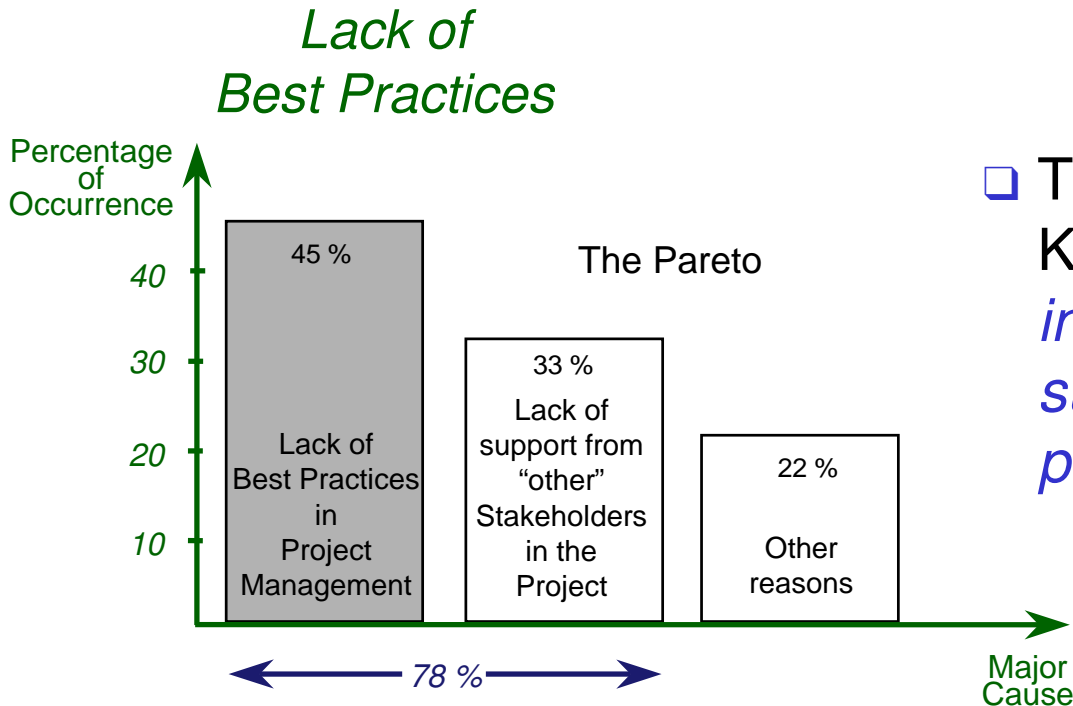 Lack of
Best Practices
Percentage
of
Occurrence
40
30
20
10
45 %
Lack of
Best Practices
in
Project
Management
The Pareto
33 %
Lack of
support from
“other”
Stakeholders
in the
Project
22 %
Other
reasons
78 %
Major
Cause